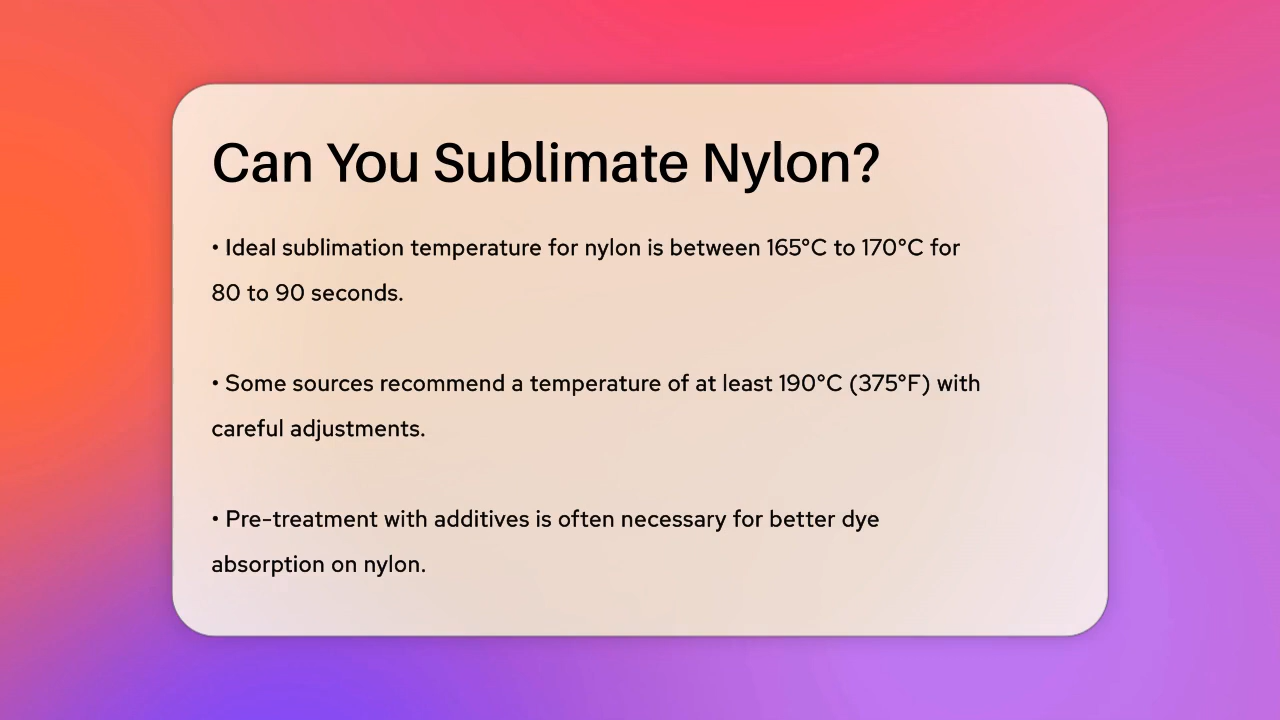 Can You Sublimate Nylon?
• Ideal sublimation temperature for nylon is between 165°C to 170°C for
80 to 90 seconds.
• Some sources recommend a temperature of at least 190°C (375°F) with
careful adjustments.
• Pre-treatment with additives is often necessary for better dye
absorption on nylon.